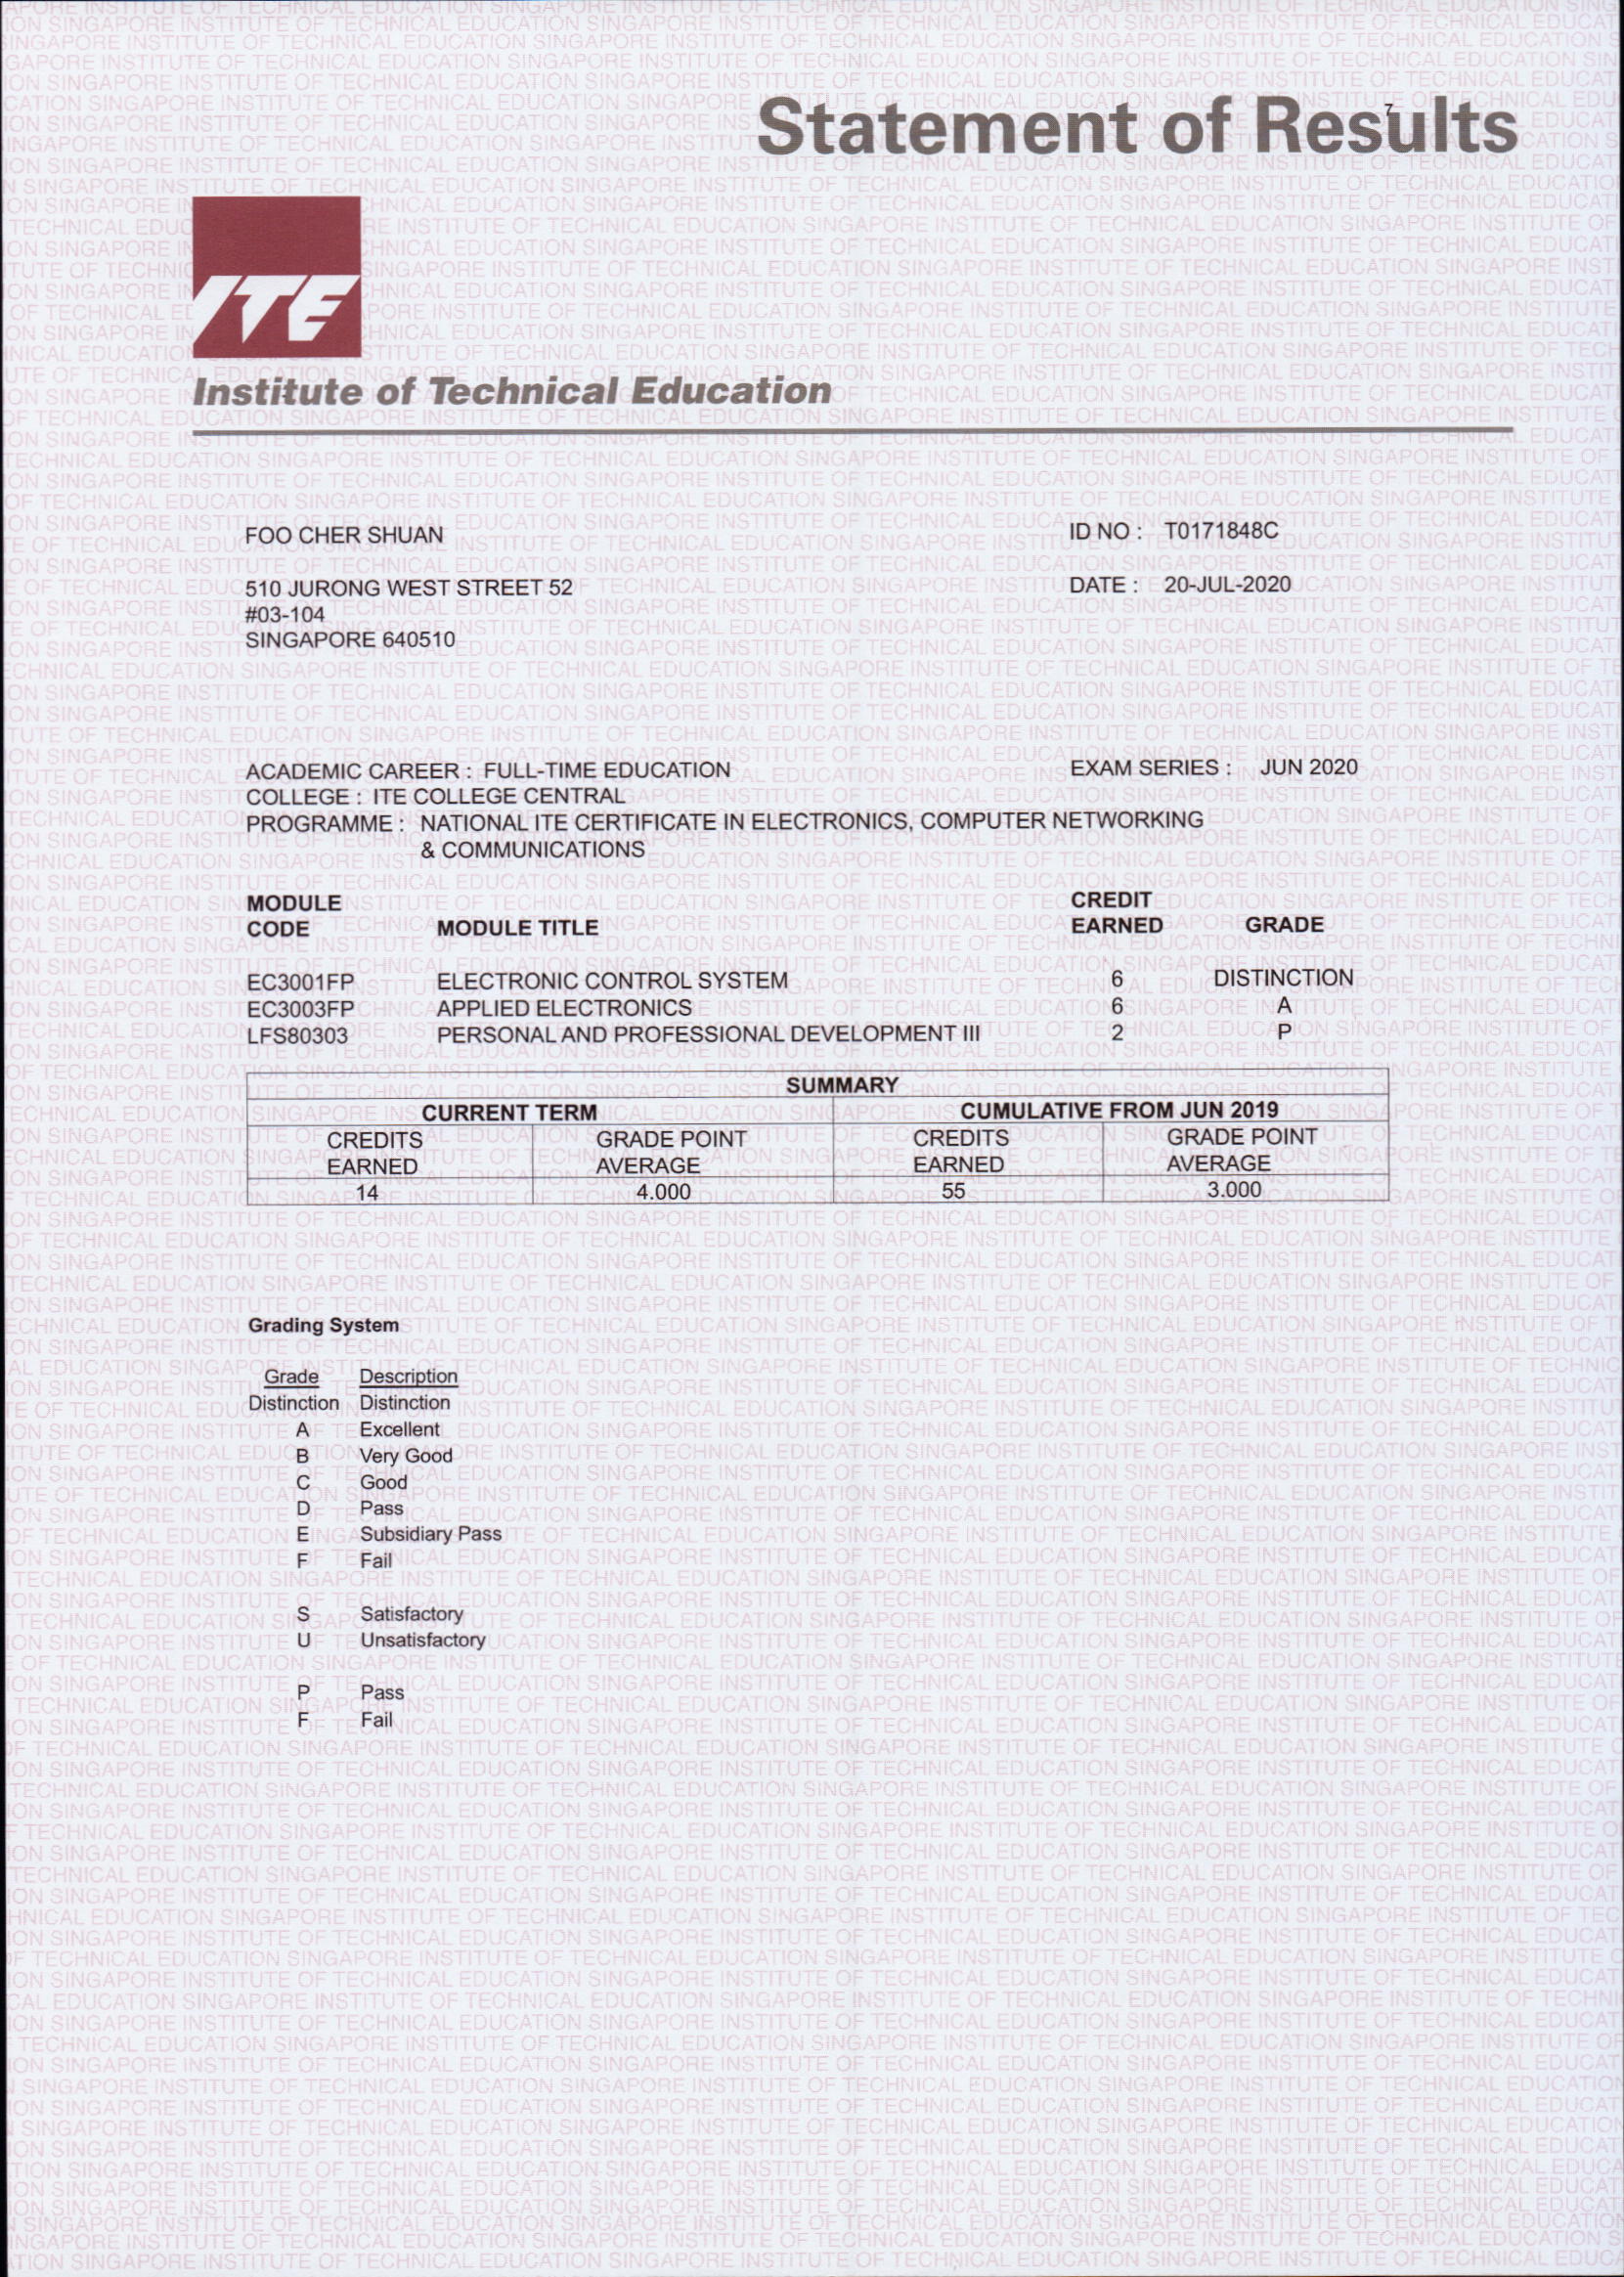 Statement of Results
ITE
Institute of Technical Education
FOO CHER SHUAN
ID NO : T0171848C
510 JURONG WEST STREET 52
DATE : 20-JUL-2020
#03-104
SINGAPORE 640510
ACADEMIC CAREER : FULL-TIME EDUCATION
EXAM SERIES : JUN 2020
COLLEGE : ITE COLLEGE CENTRAL
PROGRAMME : NATIONAL ITE CERTIFICATE IN ELECTRONICS, COMPUTER NETWORKING
& COMMUNICATIONS
MODULE CREDIT
CODE MODULE TITLE EARNED GRADE
EC3001FP ELECTRONIC CONTROL SYSTEM 6 DISTINCTION
EC3003FP APPLIED ELECTRONICS 6 A
LFS80303 PERSONAL AND PROFESSIONAL DEVELOPMENT III 2 P
SUMMARY
CURRENT TERM CUMULATIVE FROM JUN 2019
CREDITS GRADE POINT CREDITS GRADE POINT
EARNED AVERAGE EARNED AVERAGE
14 4.000 55 3.000
Grading System
Grade Description
Distinction Distinction
A Excellent
B Very Good
C Good
D Pass
E Subsidiary Pass
F Fail
S Satisfactory
U Unsatisfactory
P Pass
F Fail